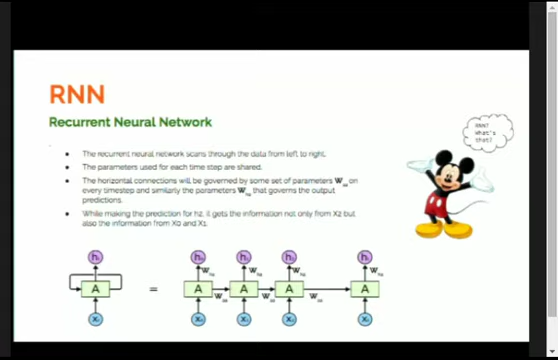 RNN
Recurrent Neural Network
RNN?
What's
that?
• The recurrent neural network scans through the data from left to right.
• The parameters used for each time step are shared.
• The horizontal connections will be governed by some set of parameters W
every timestep and similarly the parameters W that governs the output
predictions.
• While making the prediction for h2, it gets the information not only from X2 but
also the information from X0 and X1.
h h h h h
W W W W
A = A A A A
W W W
X X X X X